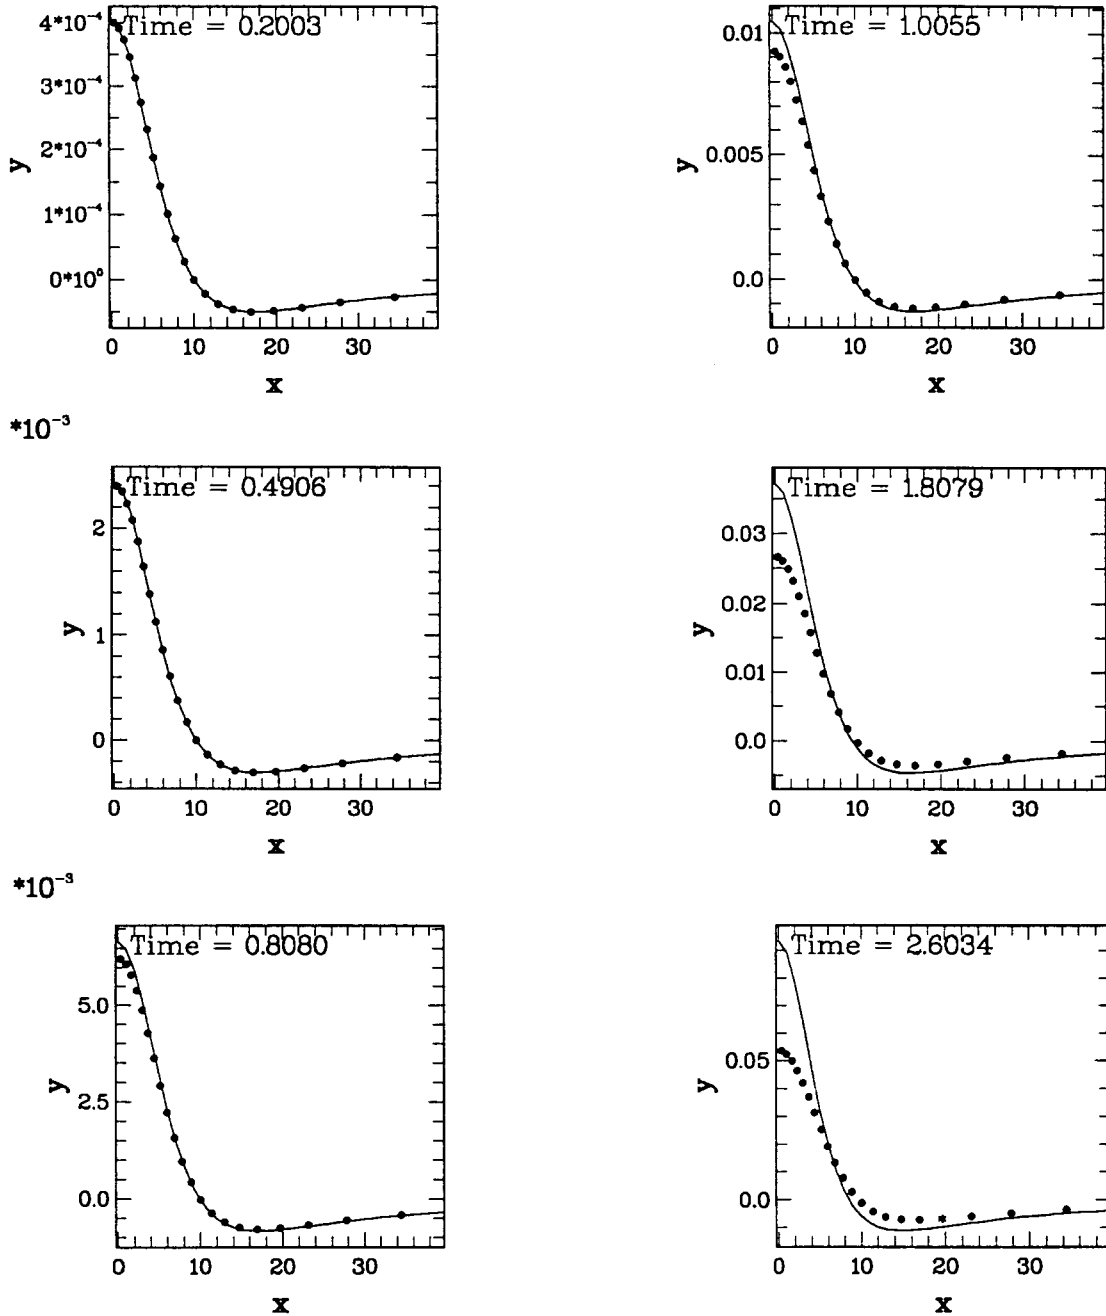 Time = 0.2003
4*10⁻⁴
3*10⁻⁴
2*10⁻⁴
1*10⁻⁴
0*10⁰
y
0 10 20 30
x
Time = 1.0055
0.01
0.005
0.0
y
0 10 20 30
x
*10⁻³
Time = 0.4906
2
1
0
y
0 10 20 30
x
Time = 1.8079
0.03
0.02
0.01
0.0
y
0 10 20 30
x
*10⁻³
Time = 0.8080
5.0
2.5
0.0
y
0 10 20 30
x
Time = 2.6034
0.05
0.0
y
0 10 20 30
x